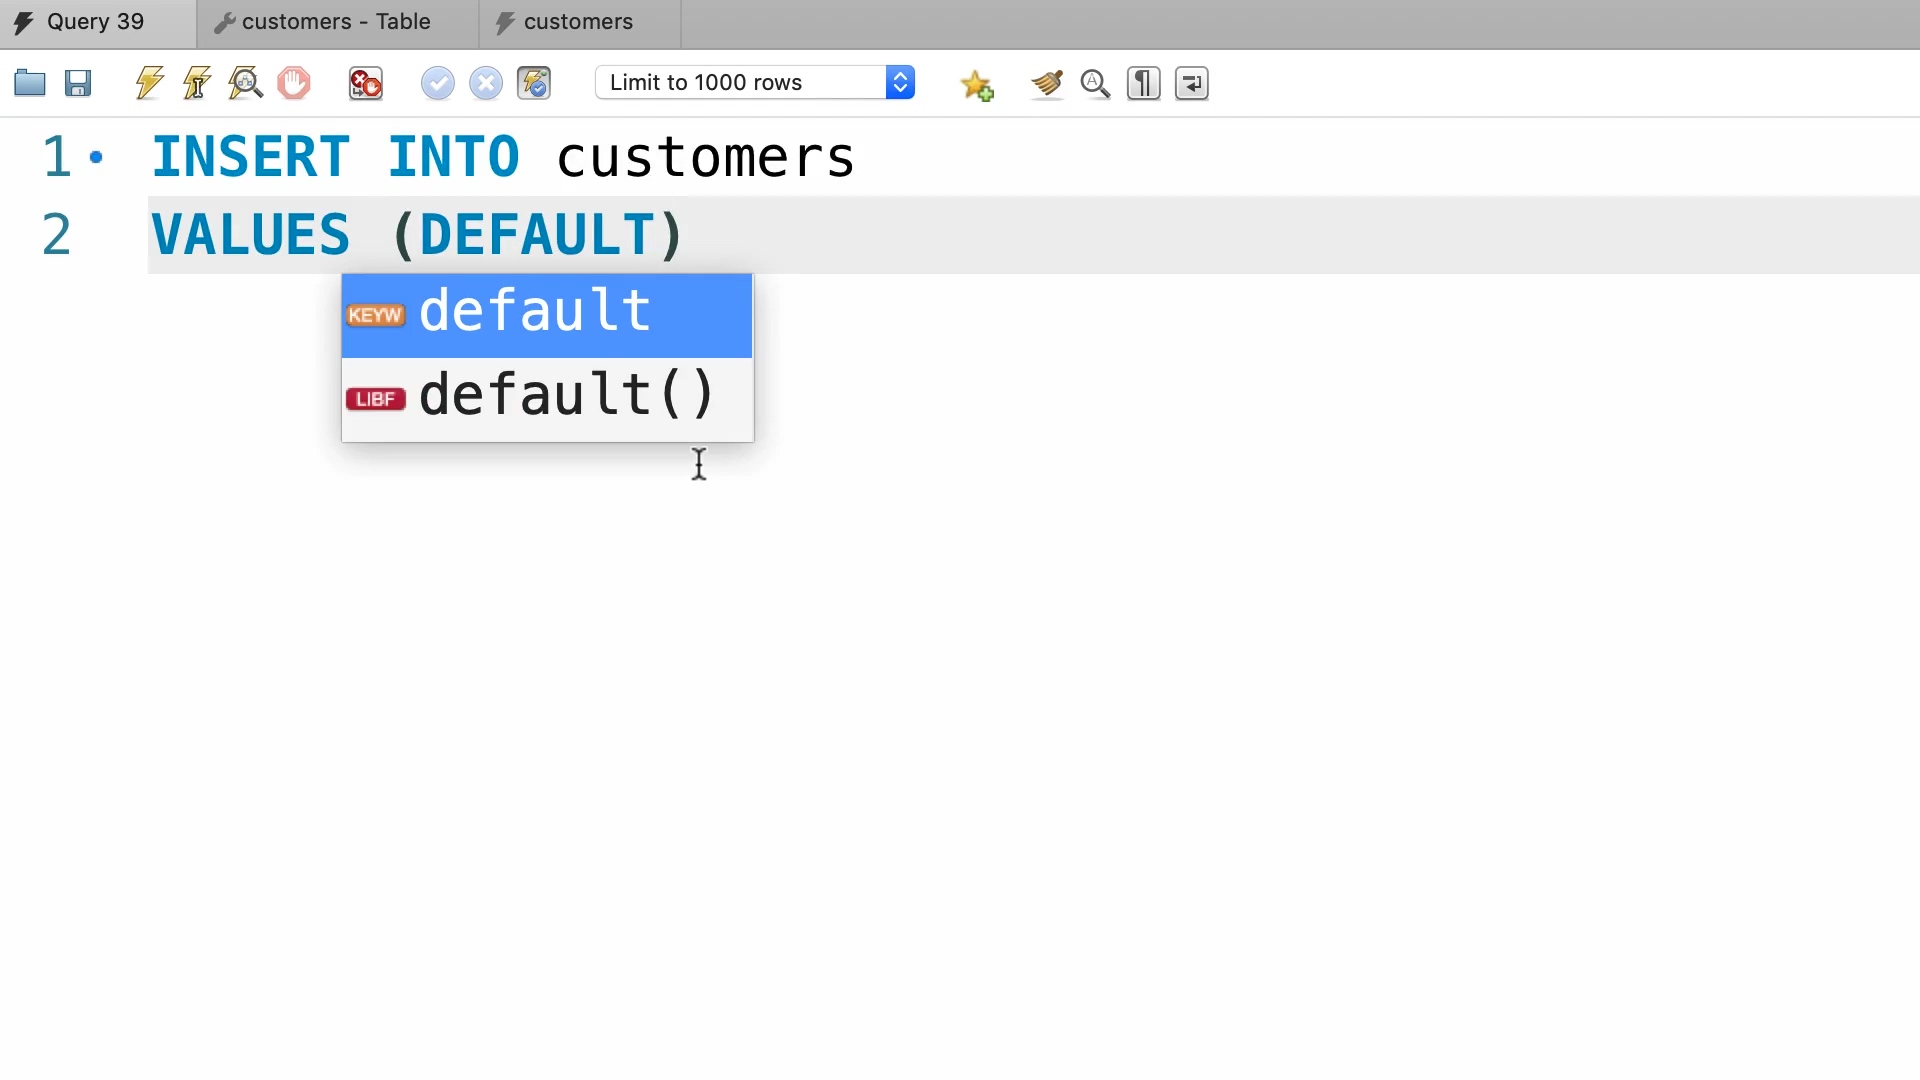 Query 39
customers - Table
customers
Limit to 1000 rows
1 INSERT INTO customers
2 VALUES (DEFAULT)
KEYW default
LIBF default()